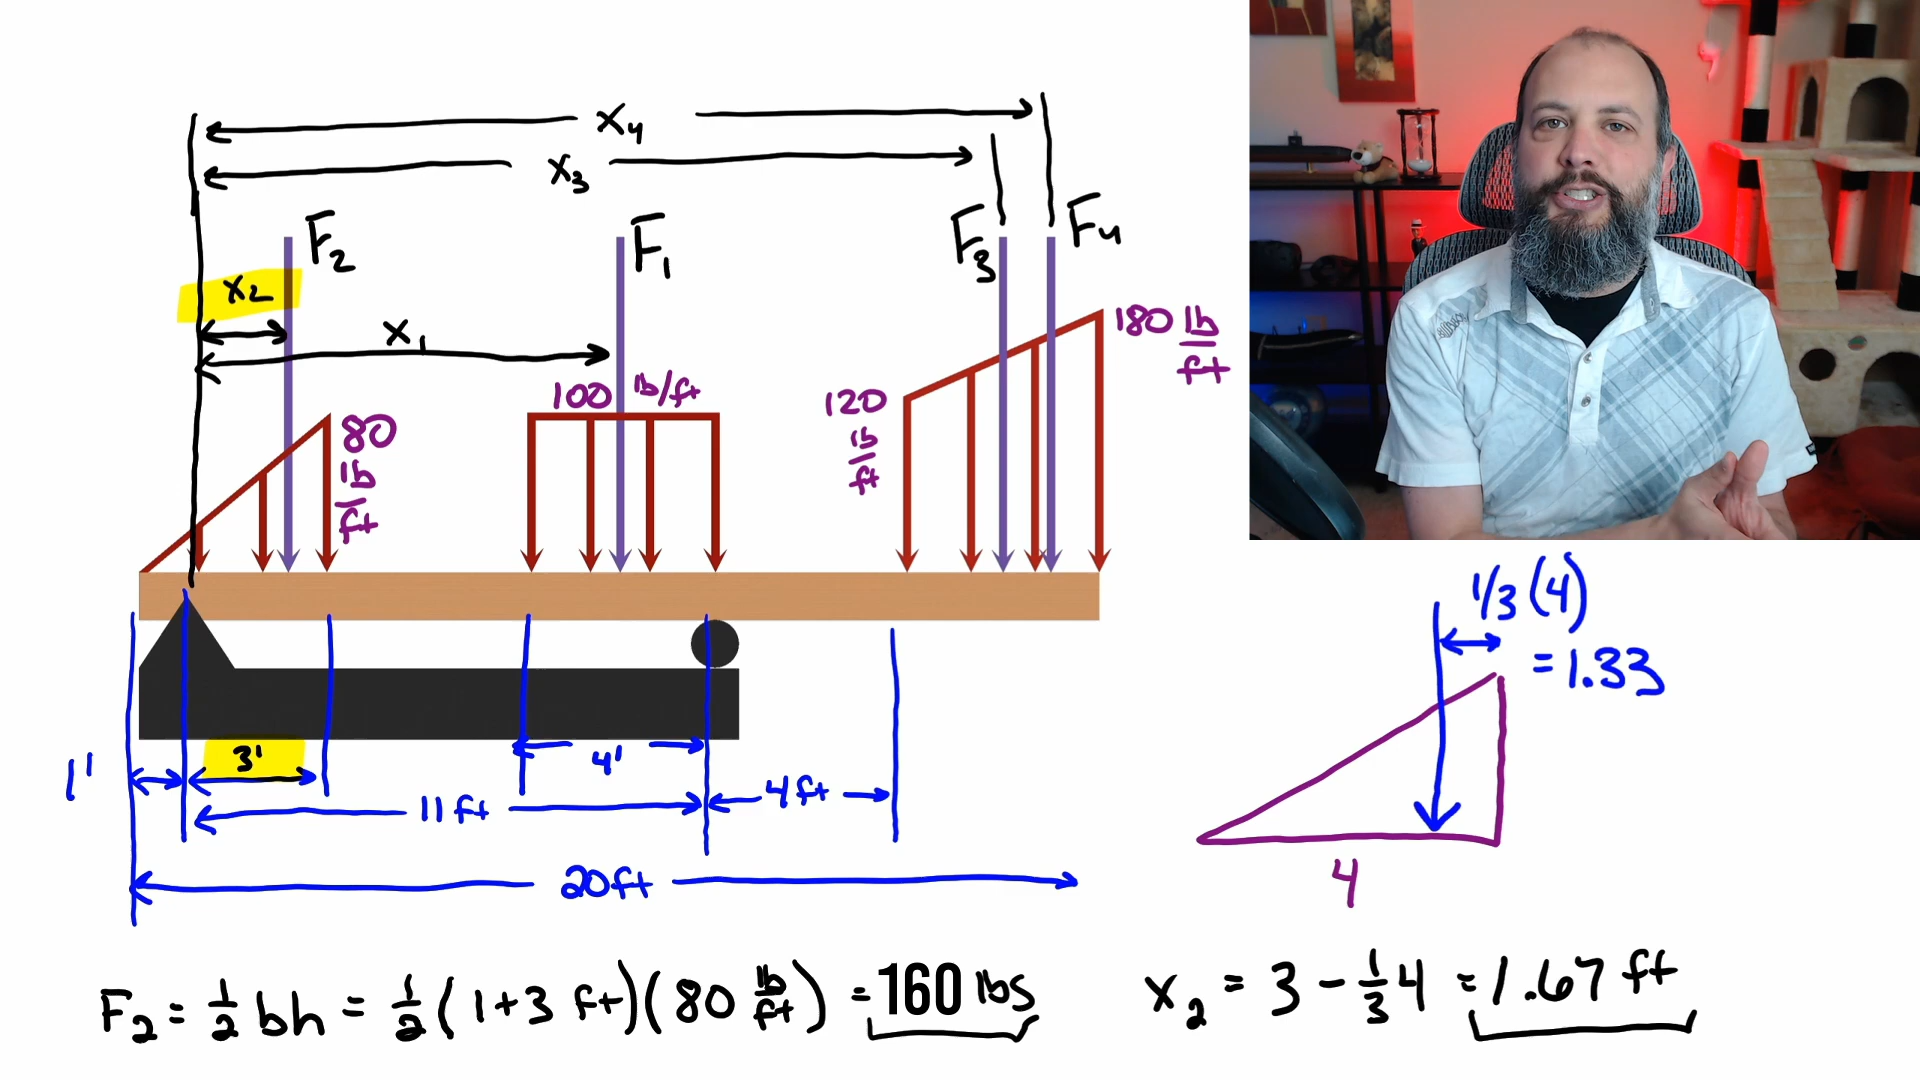 x₄
x₃
F₂
F₁
F₃
F₄
x₂
x₁
180 lb/ft
100 lb/ft
120 lb/ft
80 lb/ft
1'
3'
4'
11 ft
4 ft
20 ft
1/3 (4)
= 1.33
4
F₂ = 1/2 bh = 1/2 (1+3 ft)(80 lb/ft) = 160 lbs
x₂ = 3 - 1/3 4 = 1.67 ft